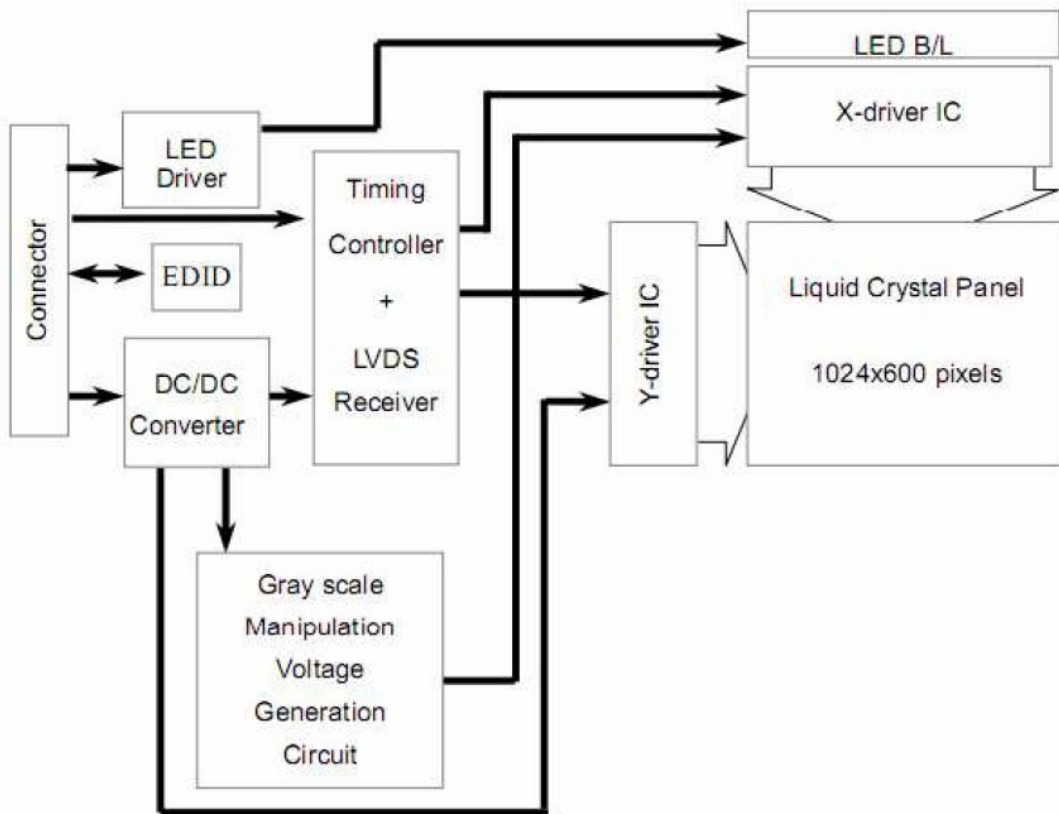 LED B/L
X-driver IC
LED
Driver
Timing
Controller
+
LVDS
Receiver
Connector
EDID
DC/DC
Converter
Y-driver IC
Liquid Crystal Panel
1024x600 pixels
Gray scale
Manipulation
Voltage
Generation
Circuit